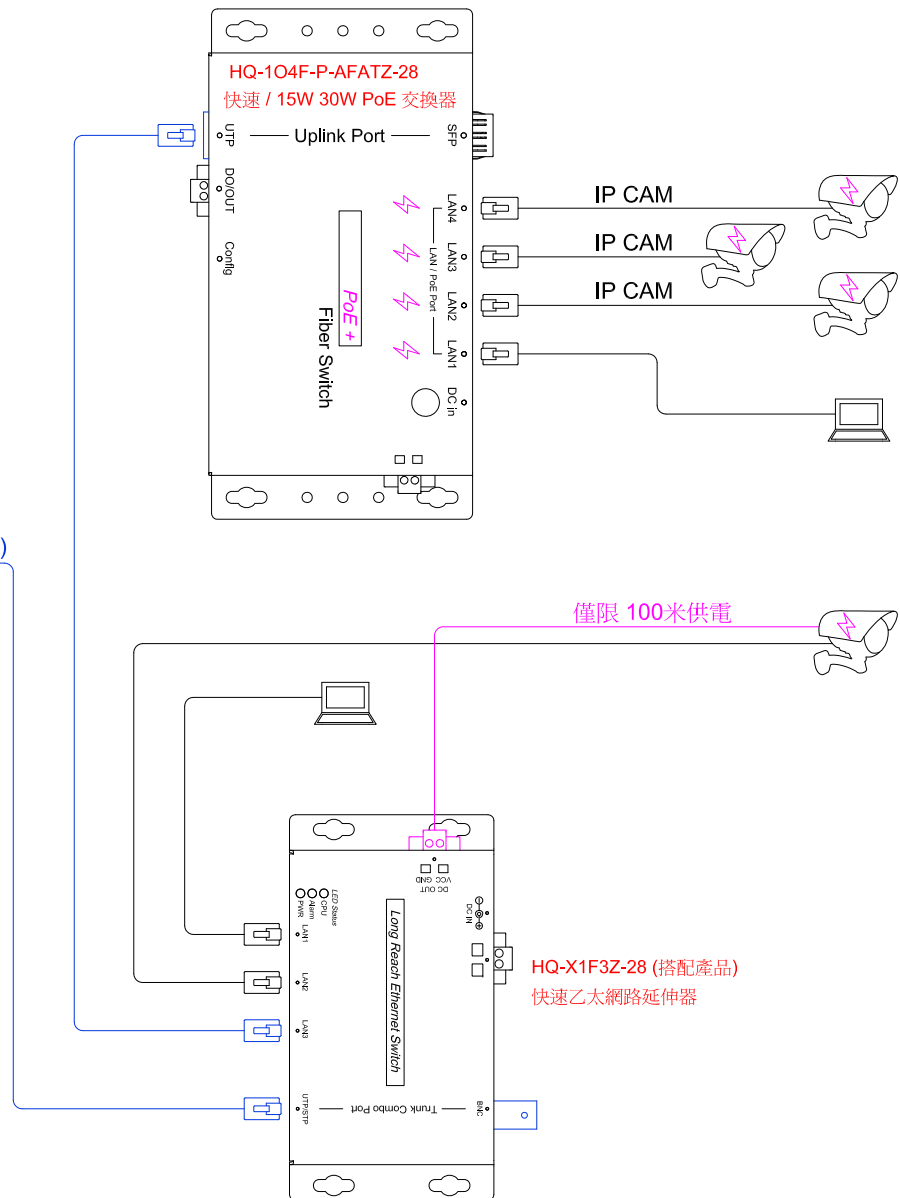 HQ-1O4F-P-AFATZ-28
快速 / 15W 30W PoE 交換器
UTP
Uplink Port
SFP
DO/OUT
Config
LAN4
LAN3
LAN2
LAN1
LAN / PoE Port
PoE +
Fiber Switch
DC in
IP CAM
IP CAM
IP CAM
)
僅限 100米供電
DC OUT
VCC GND
LED Status
CPU
Alarm
PWR
DC IN
LAN1
LAN2
LAN3
UTP/STP
Long Reach Ethernet Switch
Trunk Combo Port
BNC
HQ-X1F3Z-28 (搭配產品)
快速乙太網路延伸器